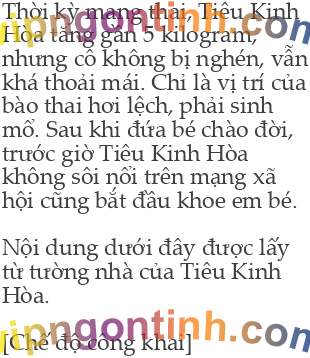 Thời kỳ mang thai, Tiêu Kinh
Hòa tăng gần 5 kilogram,
nhưng cô không bị nghén, vẫn
khá thoải mái. Chỉ là vị trí của
bào thai hơi lệch, phải sinh
mổ. Sau khi đứa bé chào đời,
trước giờ Tiêu Kinh Hòa
không sôi nổi trên mạng xã
hội cũng bắt đầu khoe em bé.
Nội dung dưới đây được lấy
từ tường nhà của Tiêu Kinh
Hòa.
[Chế độ công khai]
vipngontinh.com
vipngontinh.com